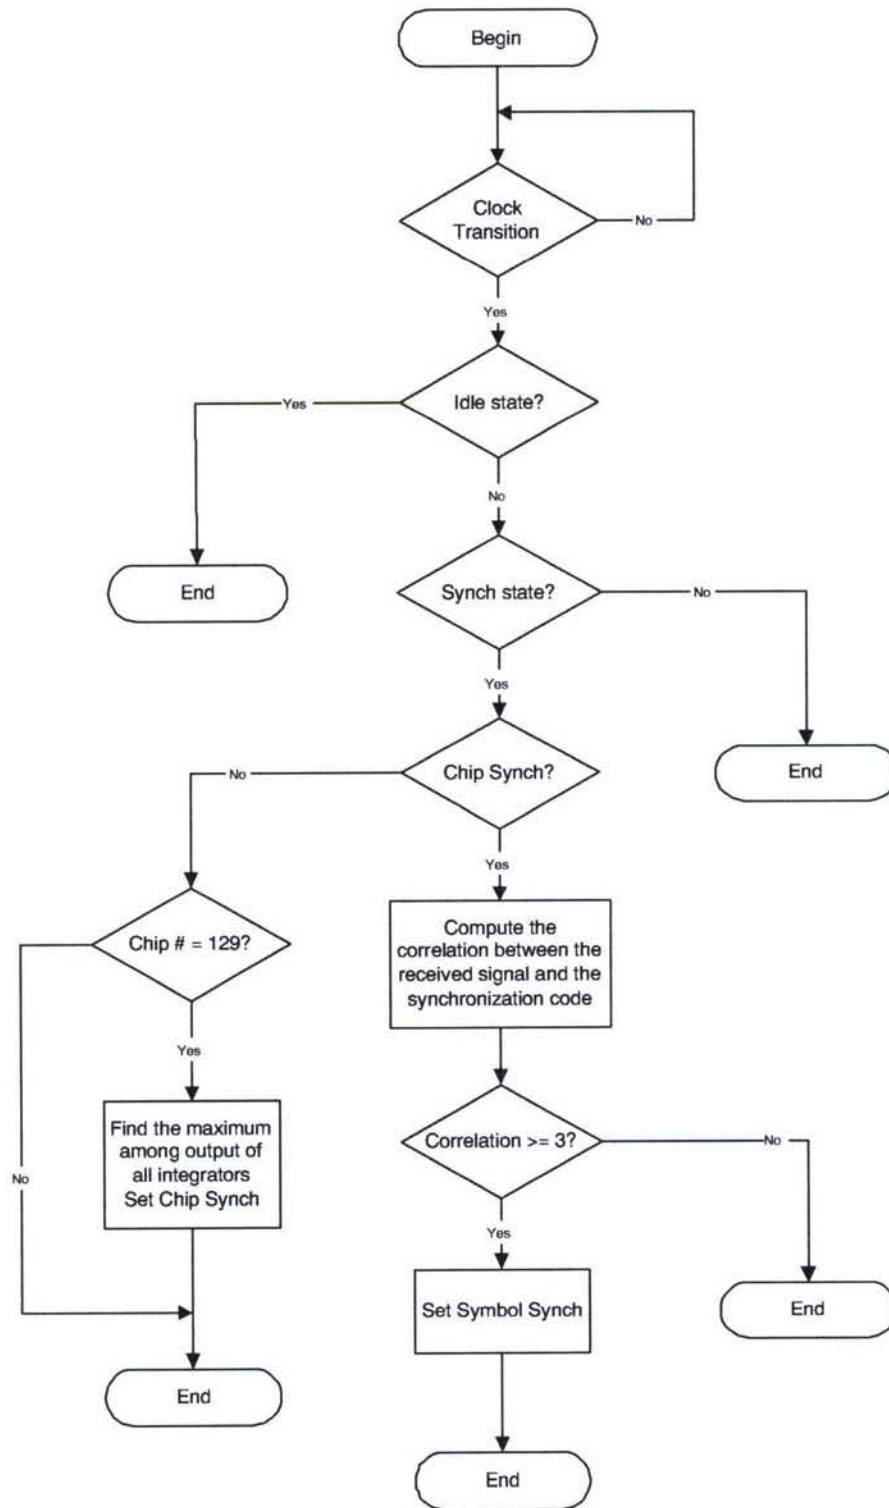 Begin
Clock
Transition
No
Yes
Idle state?
Yes
No
End
Synch state?
No
Yes
Chip Synch?
No
End
Yes
Chip # = 129?
Compute the
correlation between the
received signal and the
synchronization code
Yes
Find the maximum
among output of
all integrators
Set Chip Synch
No
Correlation >= 3?
No
Yes
Set Symbol Synch
End
End
End